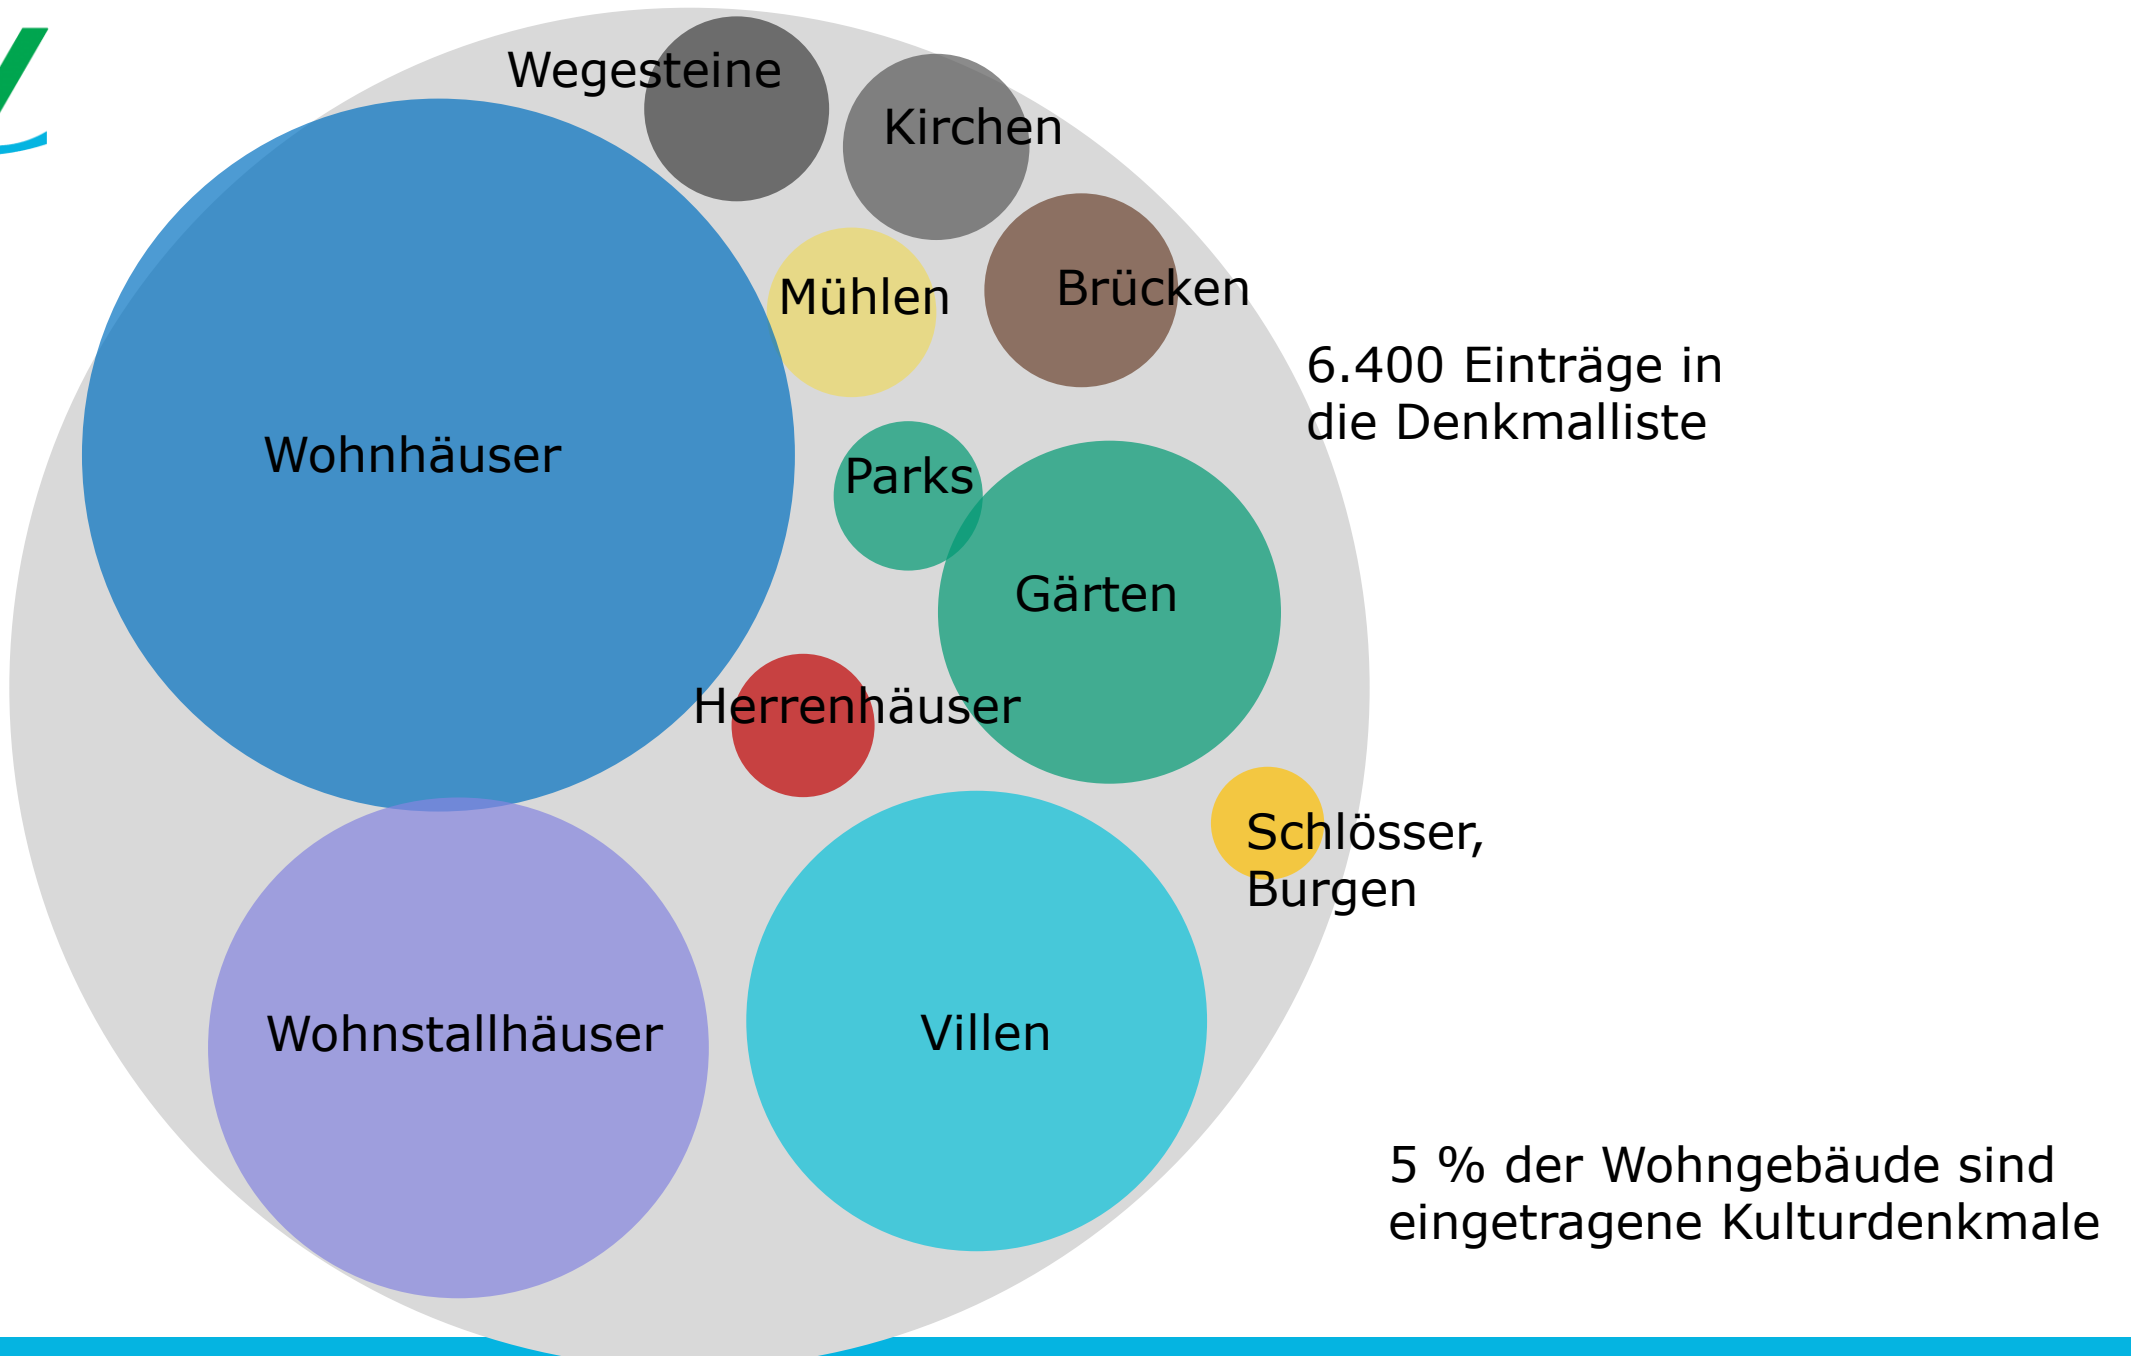 Wegesteine
Kirchen
Mühlen
Brücken
6.400 Einträge in
die Denkmalliste
Wohnhäuser
Parks
Gärten
Herrenhäuser
Schlösser,
Burgen
Wohnstallhäuser
Villen
5 % der Wohngebäude sind
eingetragene Kulturdenkmale